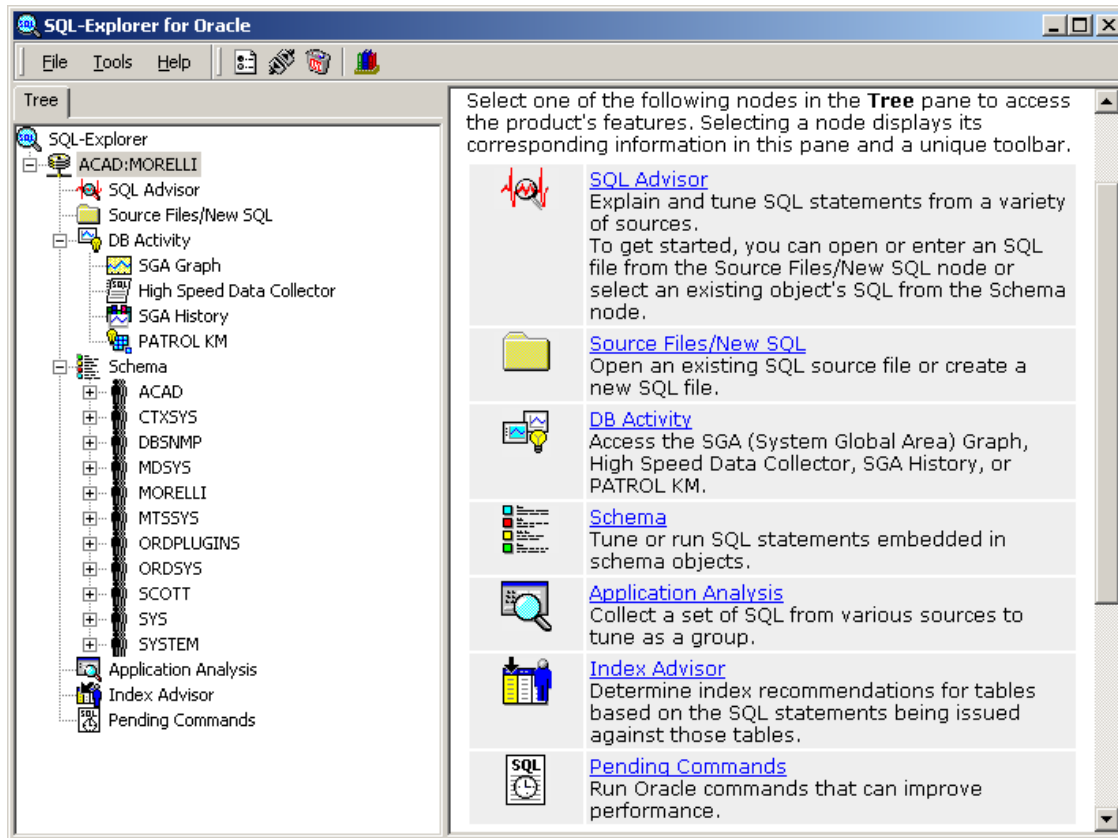 SQL-Explorer for Oracle
File Tools Help
Tree
SQL-Explorer
ACAD:MORELLI
SQL Advisor
Source Files/New SQL
DB Activity
SGA Graph
High Speed Data Collector
SGA History
PATROL KM
Schema
ACAD
CTXSYS
DBSNMP
MDSYS
MORELLI
MTSSYS
ORDPLUGINS
ORDSYS
SCOTT
SYS
SYSTEM
Application Analysis
Index Advisor
Pending Commands
Select one of the following nodes in the Tree pane to access
the product's features. Selecting a node displays its
corresponding information in this pane and a unique toolbar.
SQL Advisor
Explain and tune SQL statements from a variety
of sources.
To get started, you can open or enter an SQL
file from the Source Files/New SQL node or
select an existing object's SQL from the Schema
node.
Source Files/New SQL
Open an existing SQL source file or create a
new SQL file.
DB Activity
Access the SGA (System Global Area) Graph,
High Speed Data Collector, SGA History, or
PATROL KM.
Schema
Tune or run SQL statements embedded in
schema objects.
Application Analysis
Collect a set of SQL from various sources to
tune as a group.
Index Advisor
Determine index recommendations for tables
based on the SQL statements being issued
against those tables.
SQL
Pending Commands
Run Oracle commands that can improve
performance.